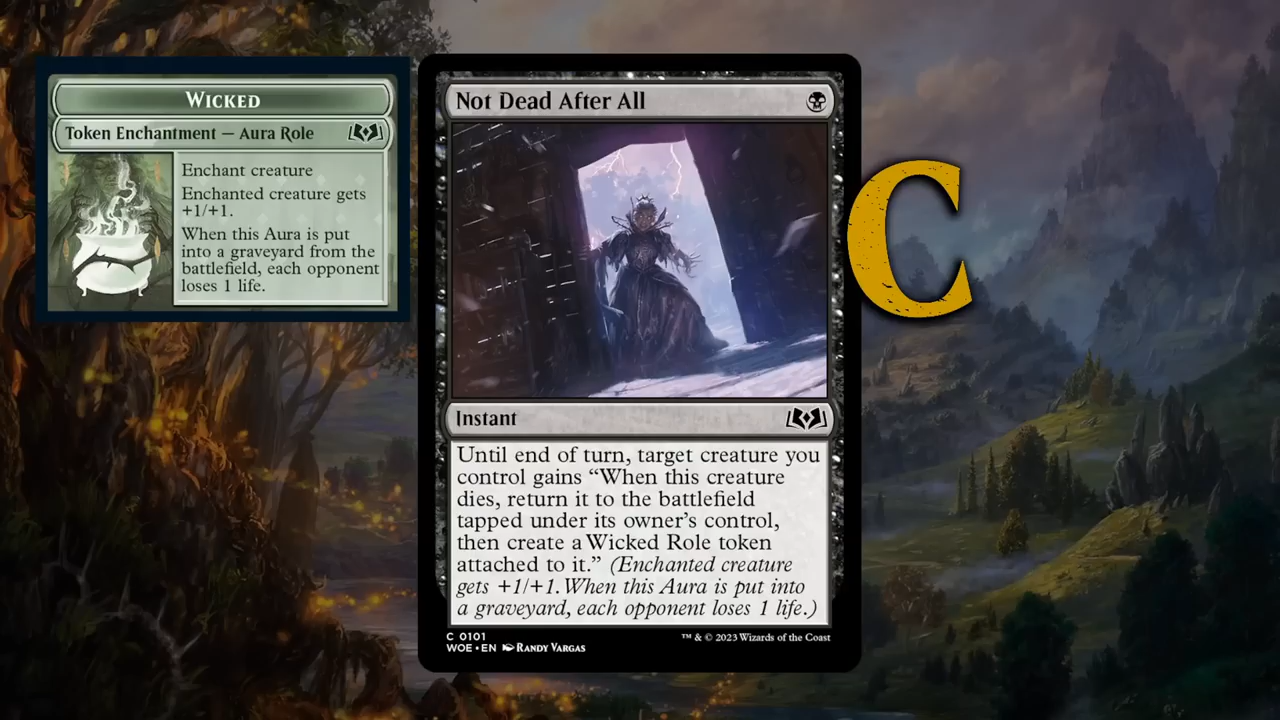 Wicked
Token Enchantment — Aura Role
Enchant creature
Enchanted creature gets
+1/+1.
When this Aura is put
into a graveyard from the
battlefield, each opponent
loses 1 life.
Not Dead After All
Instant
Until end of turn, target creature you
control gains “When this creature
dies, return it to the battlefield
tapped under its owner’s control,
then create a Wicked Role token
attached to it.” (Enchanted creature
gets +1/+1. When this Aura is put into
a graveyard, each opponent loses 1 life.)
C 0101
WOE • EN Randy Vargas
™ & © 2023 Wizards of the Coast
C